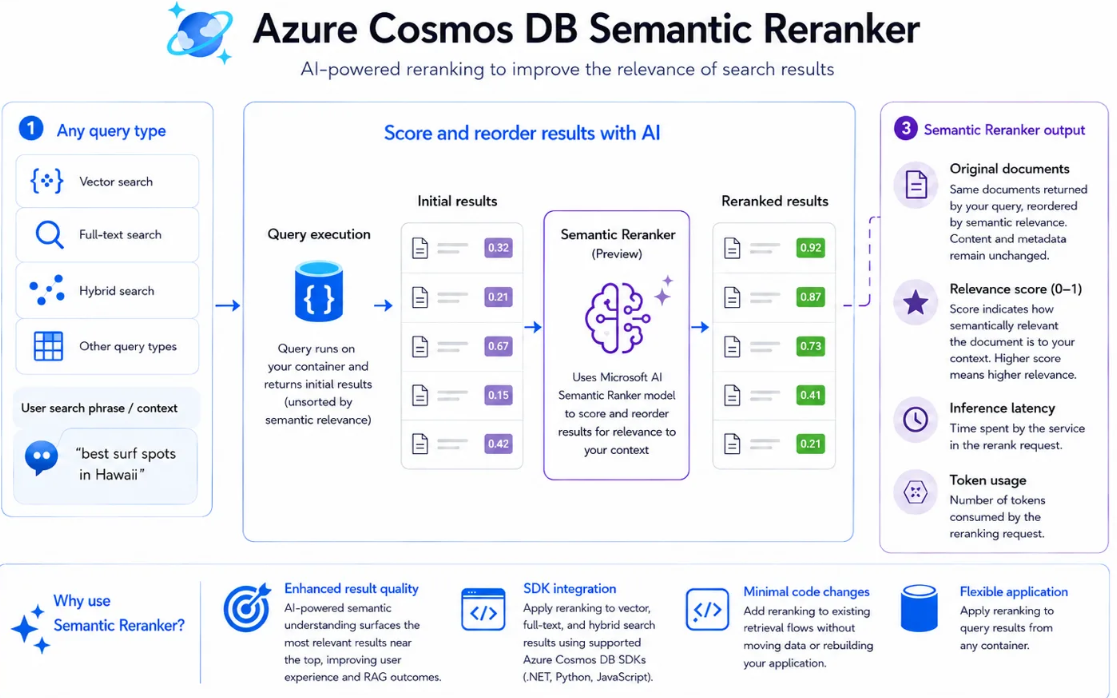 Azure Cosmos DB Semantic Reranker
AI-powered reranking to improve the relevance of search results
1 Any query type
Vector search
Full-text search
Hybrid search
Other query types
User search phrase / context
"best surf spots
in Hawaii"
Score and reorder results with AI
Query execution
Query runs on
your container and
returns initial results
(unsorted by
semantic relevance)
Initial results
0.32
0.21
0.67
0.15
0.42
Semantic Reranker
(Preview)
Uses Microsoft AI
Semantic Ranker model
to score and reorder
results for relevance to
your context
Reranked results
0.92
0.87
0.73
0.41
0.21
3 Semantic Reranker output
Original documents
Same documents returned
by your query, reordered
by semantic relevance.
Content and metadata
remain unchanged.
Relevance score (0–1)
Score indicates how
semantically relevant
the document is to your
context. Higher score
means higher relevance.
Inference latency
Time spent by the service
in the rerank request.
Token usage
Number of tokens
consumed by the
reranking request.
Why use
Semantic Reranker?
Enhanced result quality
AI-powered semantic
understanding surfaces the
most relevant results near
the top, improving user
experience and RAG outcomes.
SDK integration
Apply reranking to vector,
full-text, and hybrid search
results using supported
Azure Cosmos DB SDKs
(.NET, Python, JavaScript).
Minimal code changes
Add reranking to existing
retrieval flows without
moving data or rebuilding
your application.
Flexible application
Apply reranking to
query results from
any container.